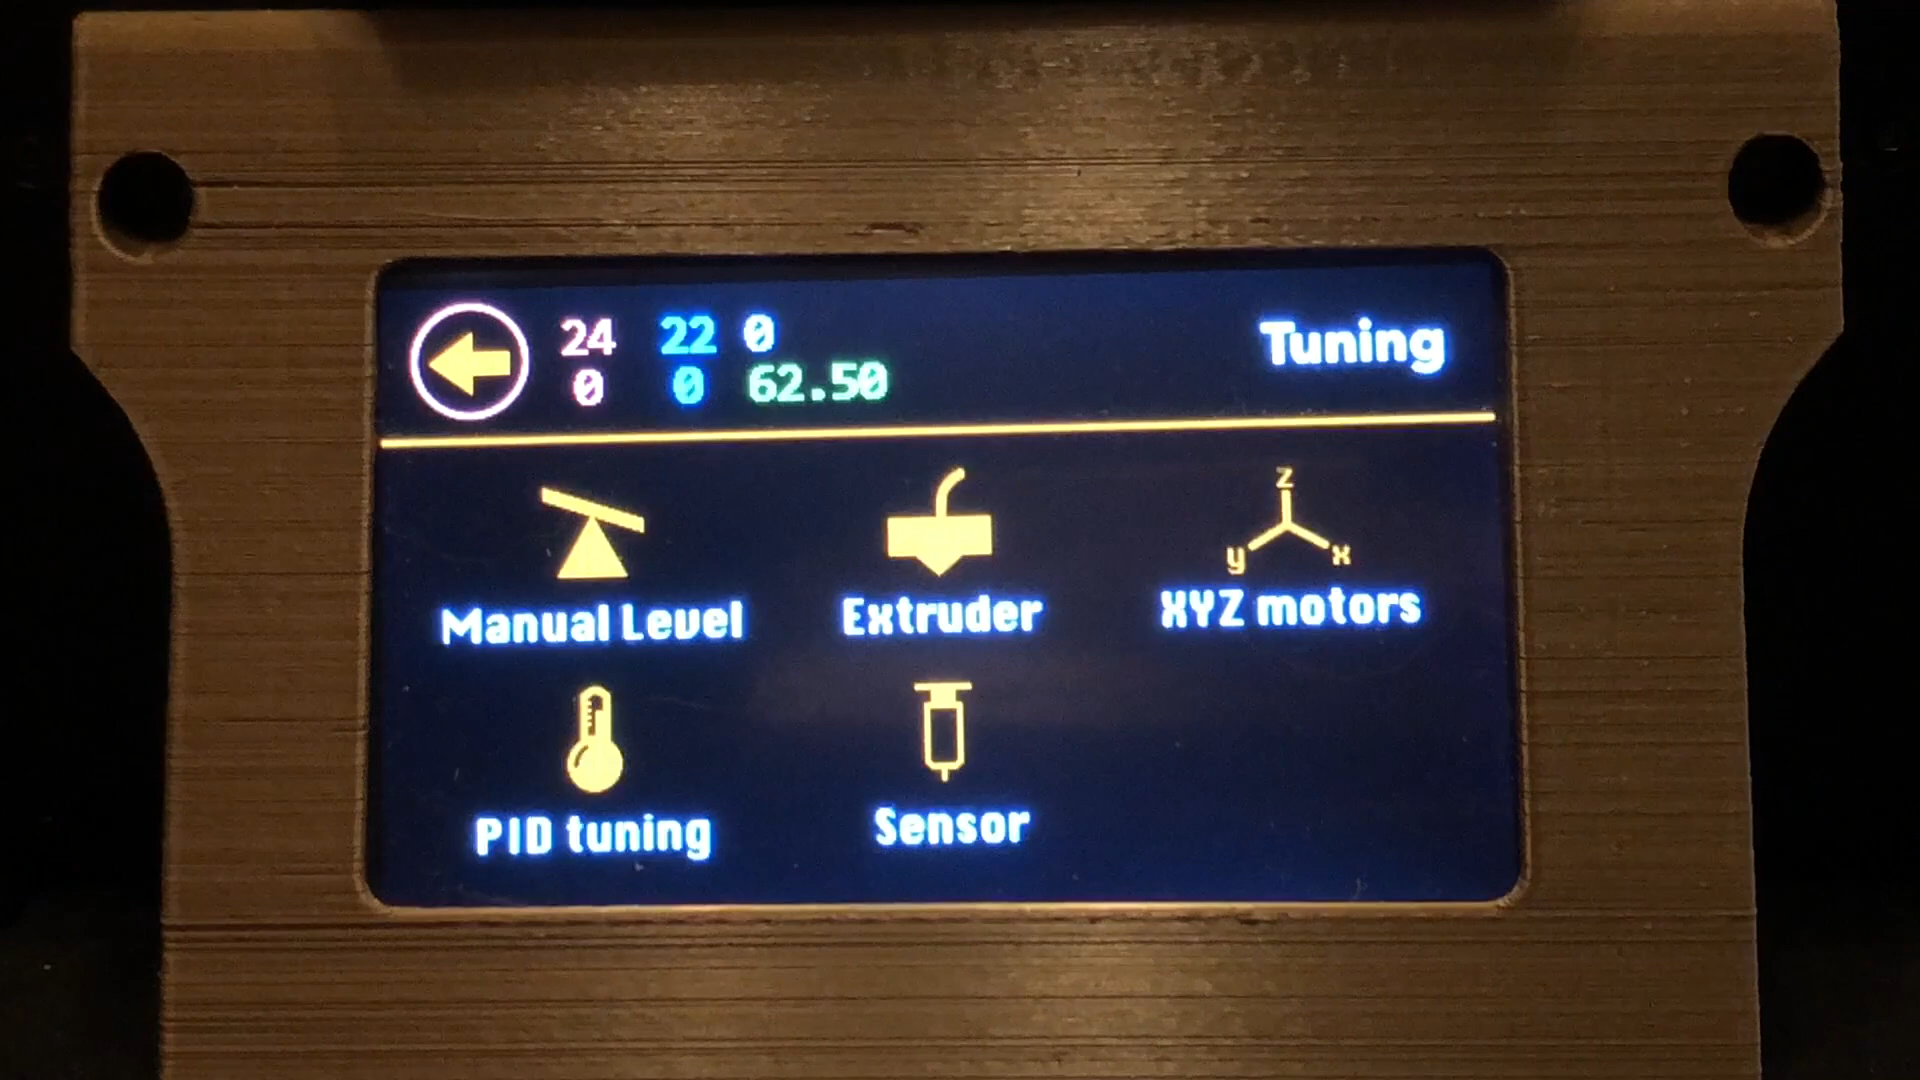 24 22 0
0 0 62.50
Tuning
z
y x
Manual Level
Extruder
XYZ motors
PID tuning
Sensor